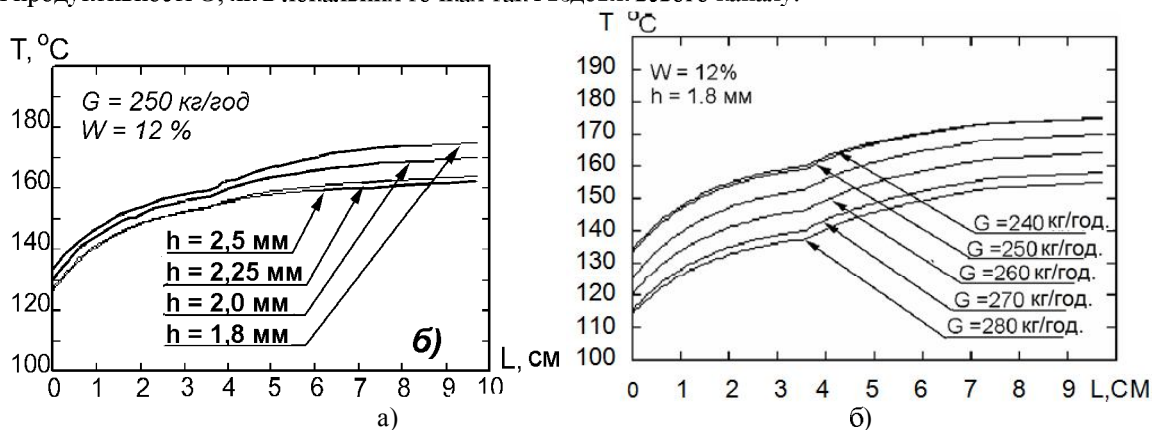 T, °C
180
160
140
120
100
G = 250 кг/год
W = 12 %
h = 2,5 мм
h = 2,25 мм
h = 2,0 мм
h = 1,8 мм
б)
0 1 2 3 4 5 6 7 8 9 10
L, см
а)
T °C
190
180
170
160
150
140
130
120
110
100
W = 12%
h = 1.8 мм
G =240 кг/год.
G =250 кг/год.
G =260 кг/год.
G =270 кг/год.
G =280 кг/год.
0 1 2 3 4 5 6 7 8 9 L,СМ
б)